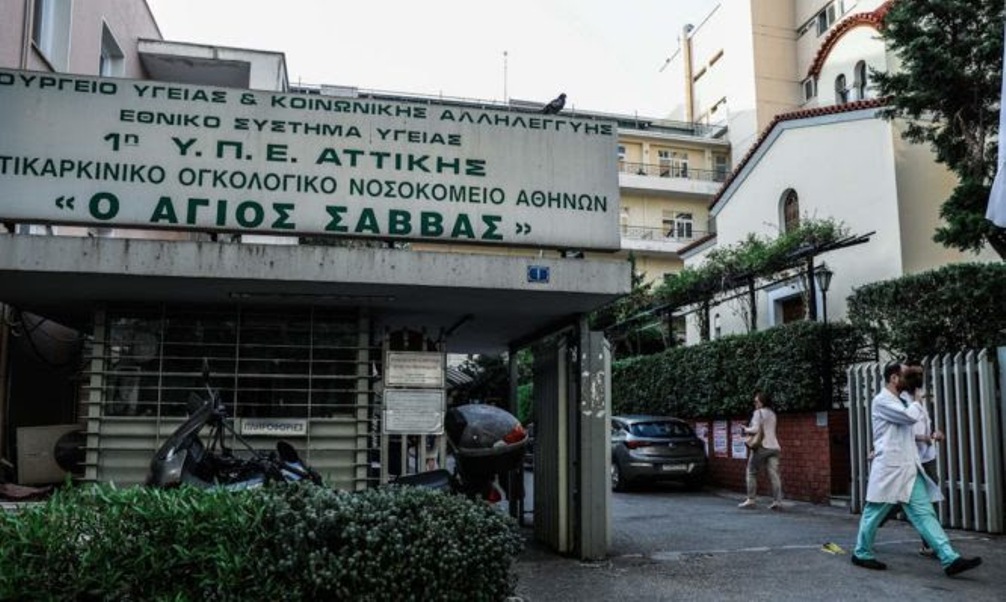 ΟΥΡΓΕΙΟ ΥΓΕΙΑΣ & ΚΟΙΝΩΝΙΚΗΣ ΑΛΛΗΛΕΓΓΥΗΣ
ΕΘΝΙΚΟ ΣΥΣΤΗΜΑ ΥΓΕΙΑΣ
1η Υ.Π.Ε. ΑΤΤΙΚΗΣ
ΤΙΚΑΡΚΙΝΙΚΟ ΟΓΚΟΛΟΓΙΚΟ ΝΟΣΟΚΟΜΕΙΟ ΑΘΗΝΩΝ
«Ο ΑΓΙΟΣ ΣΑΒΒΑΣ»
ΠΛΗΡΟΦΟΡΙΕΣ